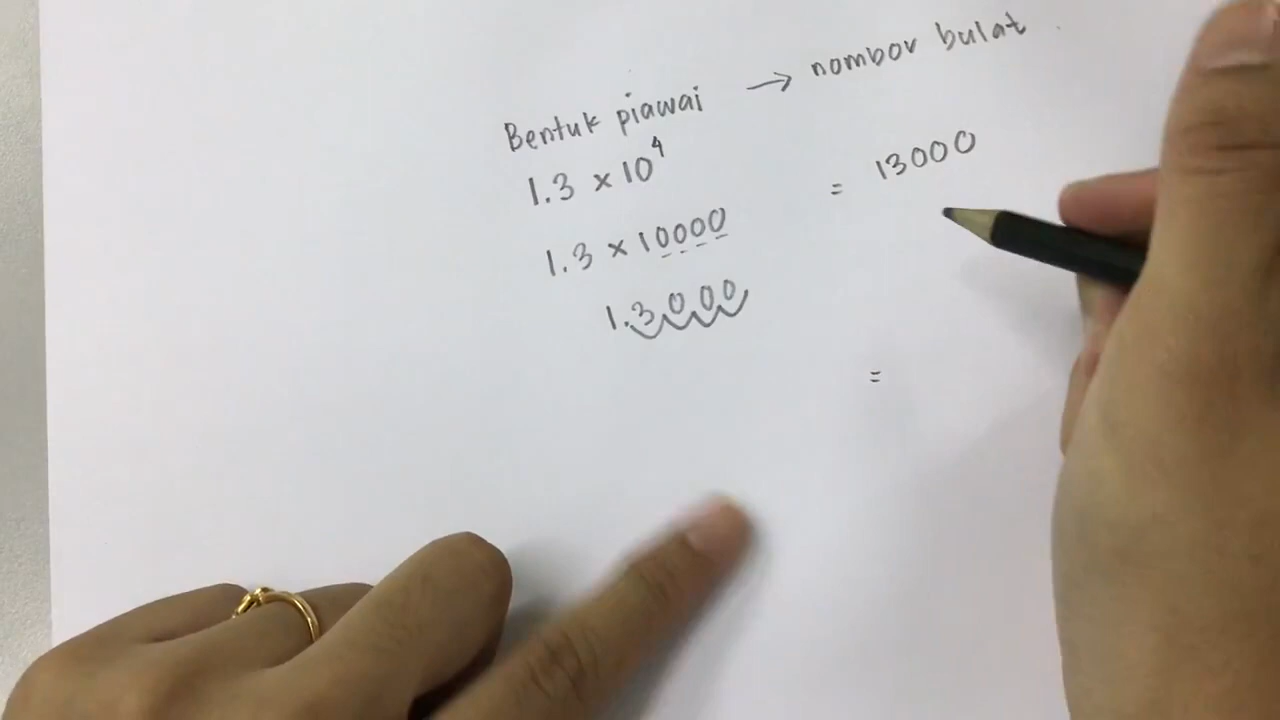 Bentuk piawai → nombor bulat
1.3 × 10⁴ = 13000
1.3 × 10000
1.3000
=